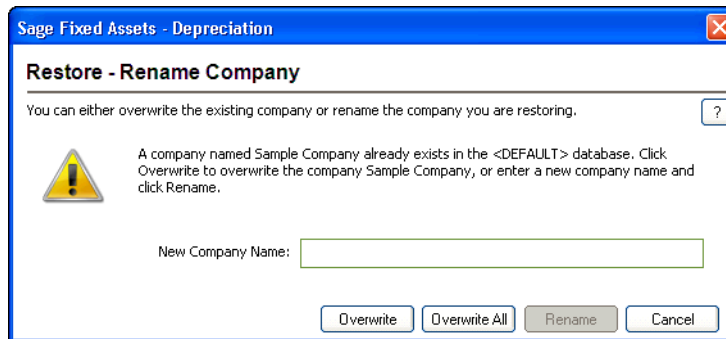 Sage Fixed Assets - Depreciation
Restore - Rename Company
You can either overwrite the existing company or rename the company you are restoring.
?
A company named Sample Company already exists in the <DEFAULT> database. Click
Overwrite to overwrite the company Sample Company, or enter a new company name and
click Rename.
New Company Name:
Overwrite Overwrite All Rename Cancel